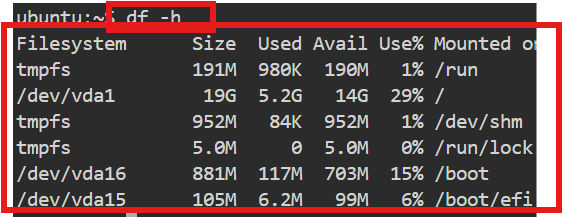 ubuntu:~$ df -h
Filesystem      Size  Used Avail Use% Mounted on
tmpfs           191M  980K  190M   1% /run
/dev/vda1        19G  5.2G   14G  29% /
tmpfs           952M   84K  952M   1% /dev/shm
tmpfs           5.0M     0  5.0M   0% /run/lock
/dev/vda16      881M  117M  703M  15% /boot
/dev/vda15      105M  6.2M   99M   6% /boot/efi